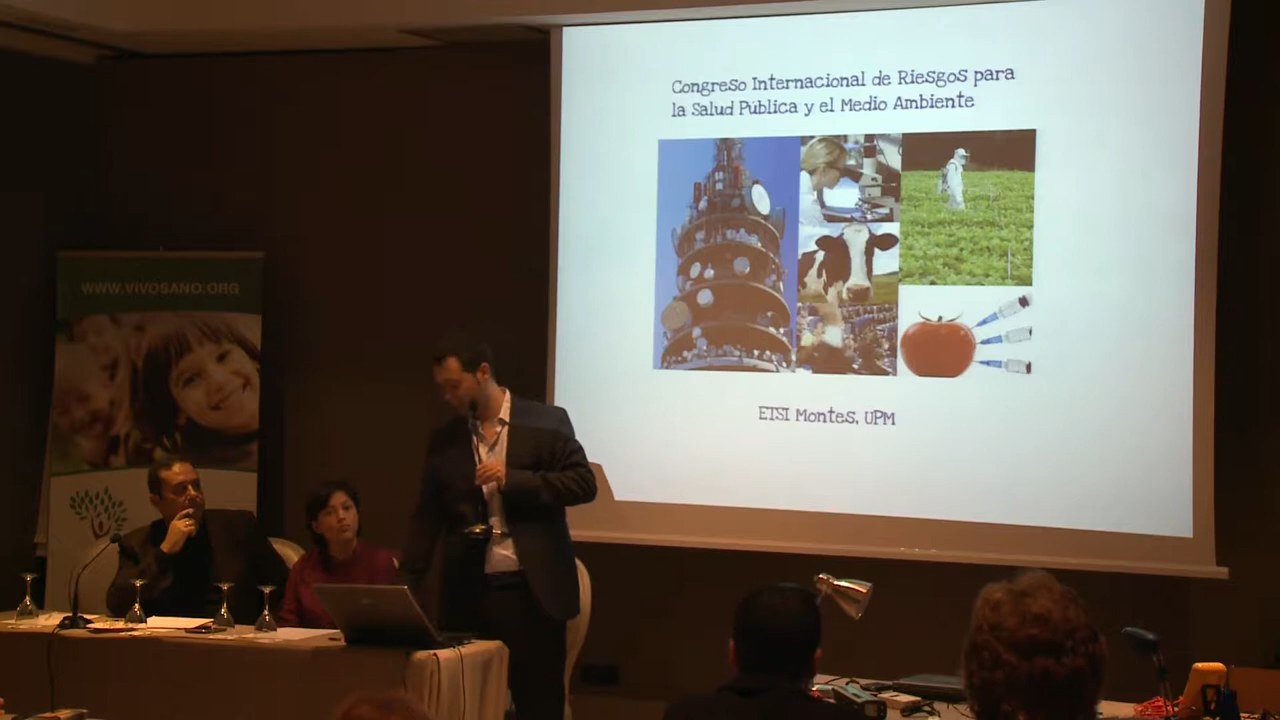 Congreso Internacional de Riesgos para
la Salud Pública y el Medio Ambiente
ETSI Montes, UPM
WWW.VIVOSANO.ORG